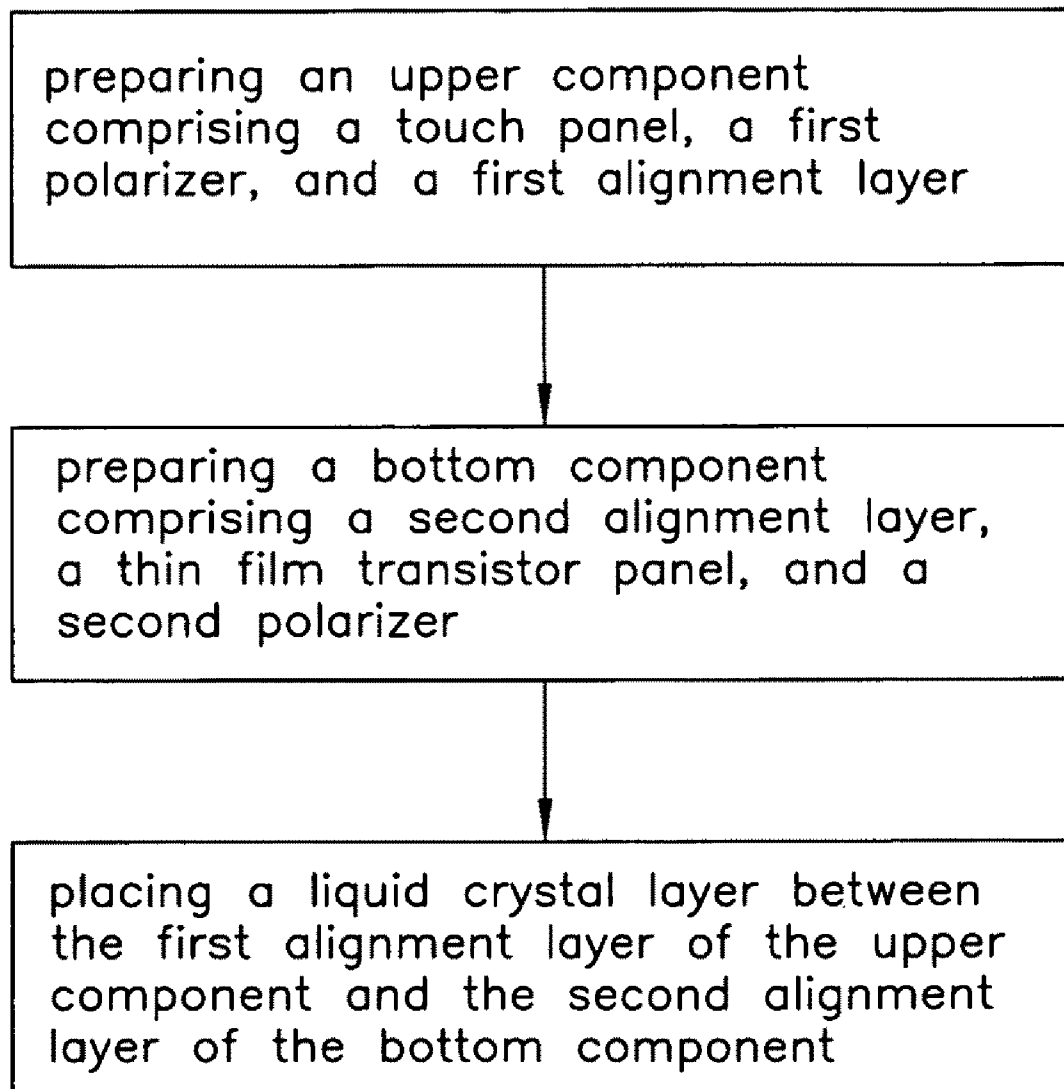 preparing an upper component
comprising a touch panel, a first
polarizer, and a first alignment layer
preparing a bottom component
comprising a second alignment layer,
a thin film transistor panel, and a
second polarizer
placing a liquid crystal layer between
the first alignment layer of the upper
component and the second alignment
layer of the bottom component